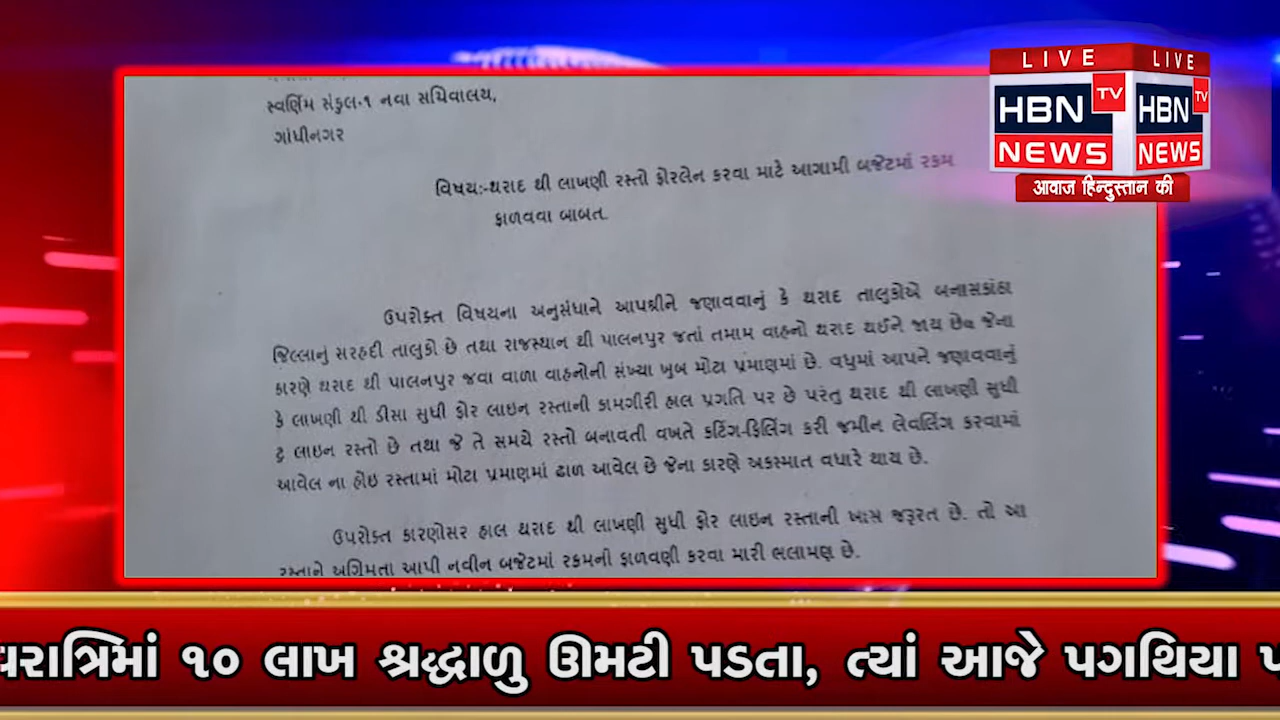 સ્વર્ણિમ સંકુલ-૧ નવા સચિવાલય,
ગાંધીનગર
વિષય:-થરાદ થી લાખણી રસ્તો ફોરલેન કરવા માટે આગામી બજેટમાં રકમ
ફાળવવા બાબત.
ઉપરોક્ત વિષયના અનુસંધાને આપશ્રીને જણાવવાનું કે થરાદ તાલુકોએ બનાસકાંઠા
જિલ્લાનું સરહદી તાલુકો છે તથા રાજસ્થાન થી પાલનપુર જતાં તમામ વાહનો થરાદ થઈને જાય છે જેના
કારણે થરાદ થી પાલનપુર જવા વાળા વાહનોની સંખ્યા ખુબ મોટા પ્રમાણમાં છે. વધુમાં આપને જણાવવાનું
કે લાખણી થી ડીસા સુધી ફોર લાઇન રસ્તાની કામગીરી હાલ પ્રગતિ પર છે પરંતુ થરાદ થી લાખણી સુધી
ટુ લાઇન રસ્તો છે તથા જે તે સમયે રસ્તો બનાવતી વખતે કટિંગ-ફિલિંગ કરી જમીન લેવલિંગ કરવામાં
આવેલ ના હોઇ રસ્તામાં મોટા પ્રમાણમાં ઢાળ આવેલ છે જેના કારણે અકસ્માત વધારે થાય છે.
ઉપરોક્ત કારણોસર હાલ થરાદ થી લાખણી સુધી ફોર લાઇન રસ્તાની ખાસ જરૂરત છે. તો આ
રસ્તાને અગ્રિમતા આપી નવીન બજેટમાં રકમની ફાળવણી કરવા મારી ભલામણ છે.
LIVE LIVE
HBN TV HBN TV
NEWS NEWS
आवाज हिन्दुस्तान की
ધરાત્રિમાં ૧૦ લાખ શ્રદ્ધાળુ ઊમટી પડતા, ત્યાં આજે પગથિયા